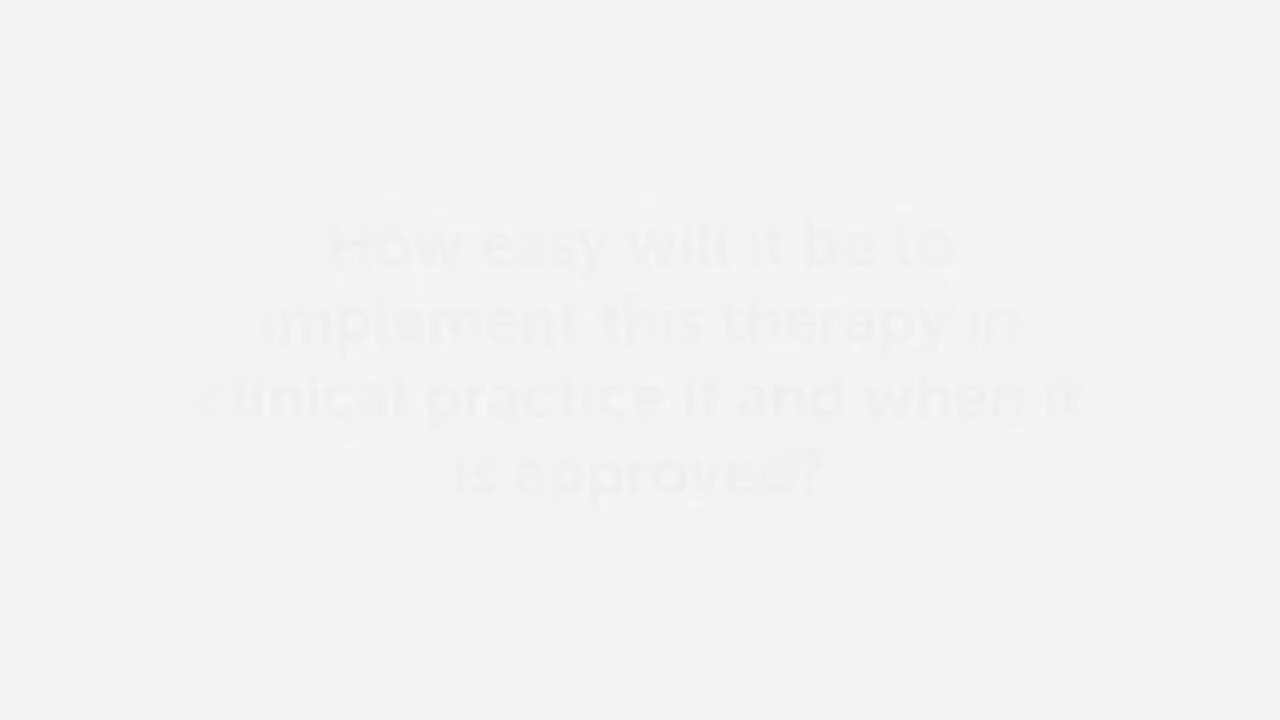 How easy will it be to
implement this therapy in
clinical practice if and when it
is approved?